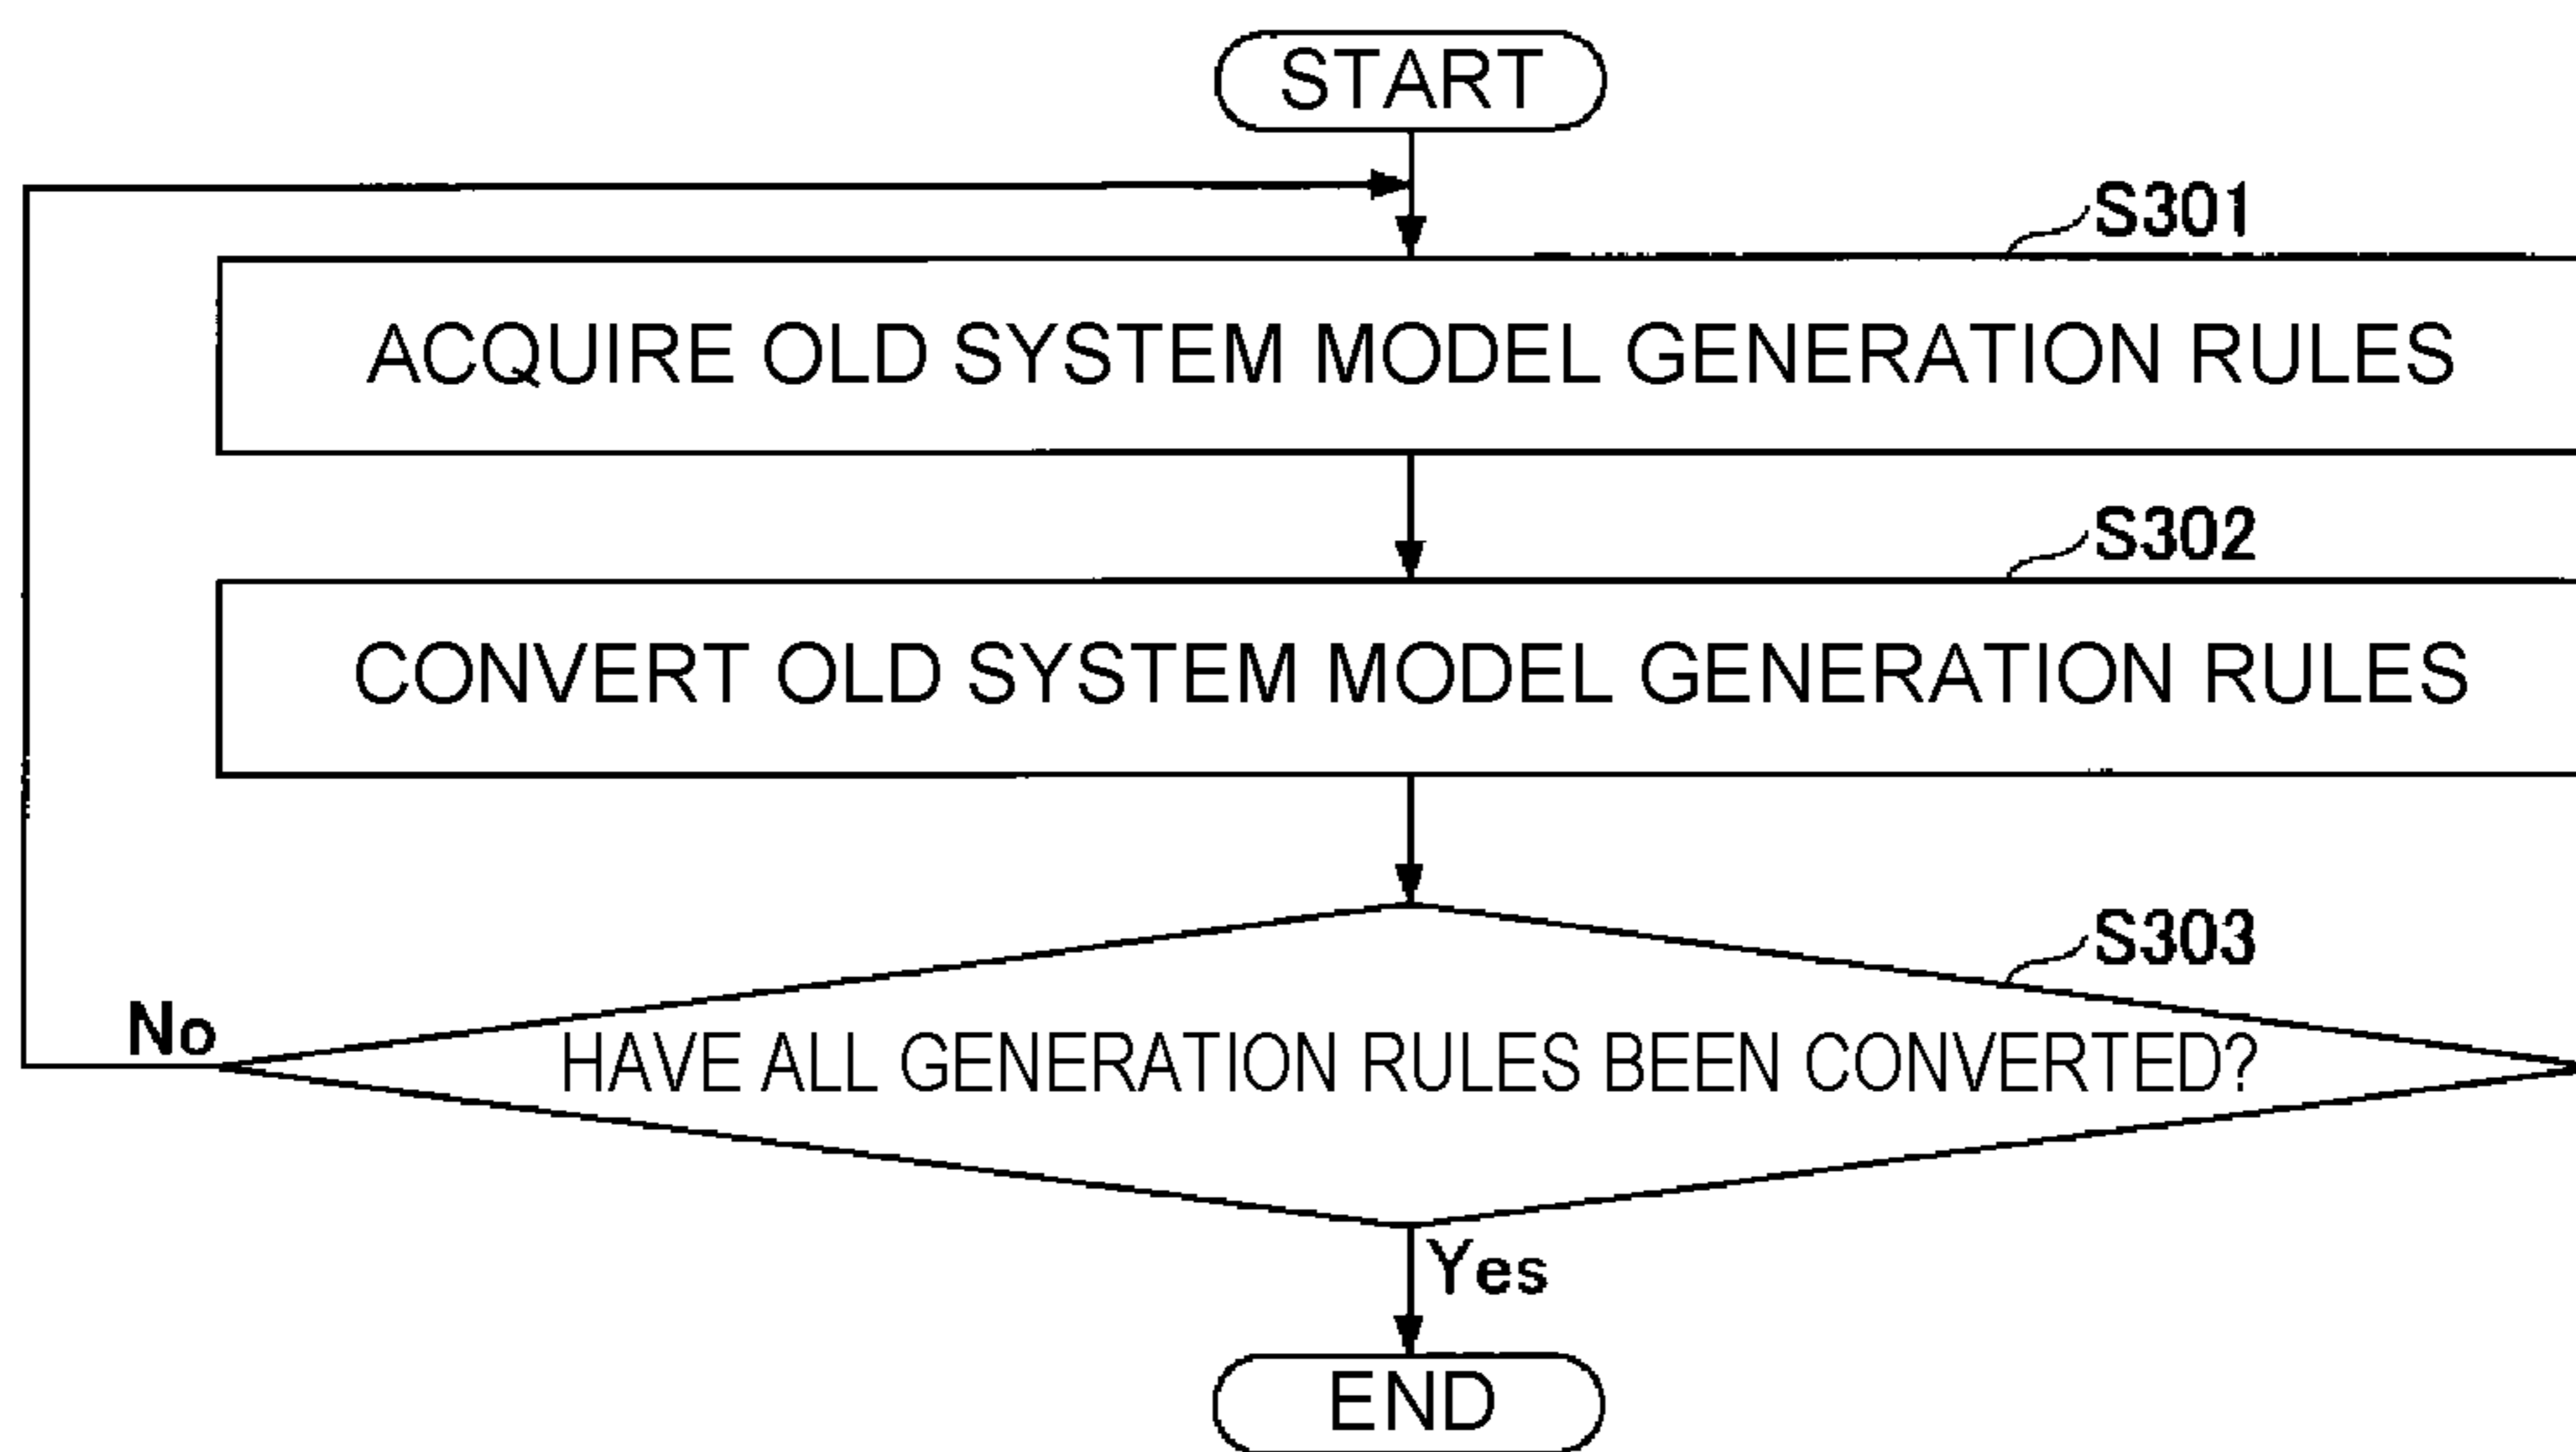 START
S301
ACQUIRE OLD SYSTEM MODEL GENERATION RULES
S302
CONVERT OLD SYSTEM MODEL GENERATION RULES
S303
No
HAVE ALL GENERATION RULES BEEN CONVERTED?
Yes
END